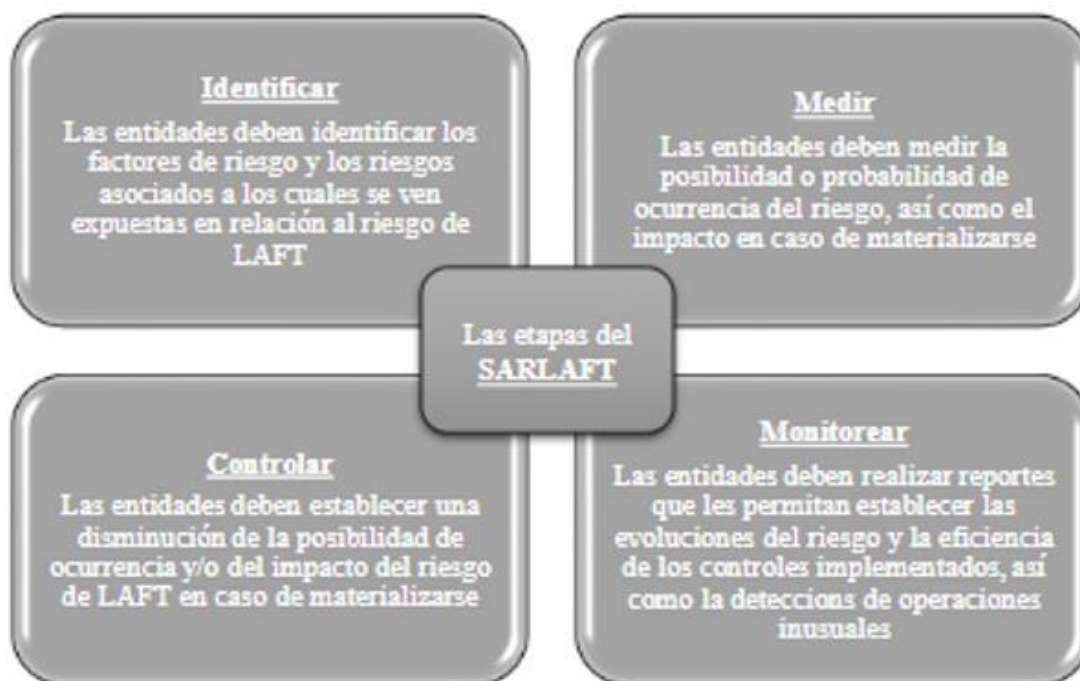 Identificar
Las entidades deben identificar los
factores de riesgo y los riesgos
asociados a los cuales se ven
expuestas en relación al riesgo de
LAFT
Medir
Las entidades deben medir la
posibilidad o probabilidad de
ocurrencia del riesgo, así como el
impacto en caso de materializarse
Las etapas del
SARLAFT
Controlar
Las entidades deben establecer una
disminución de la posibilidad de
ocurrencia y/o del impacto del riesgo
de LAFT en caso de materializarse
Monitorear
Las entidades deben realizar reportes
que les permitan establecer las
evoluciones del riesgo y la eficiencia
de los controles implementados, así
como la deteccions de operaciones
inusuales